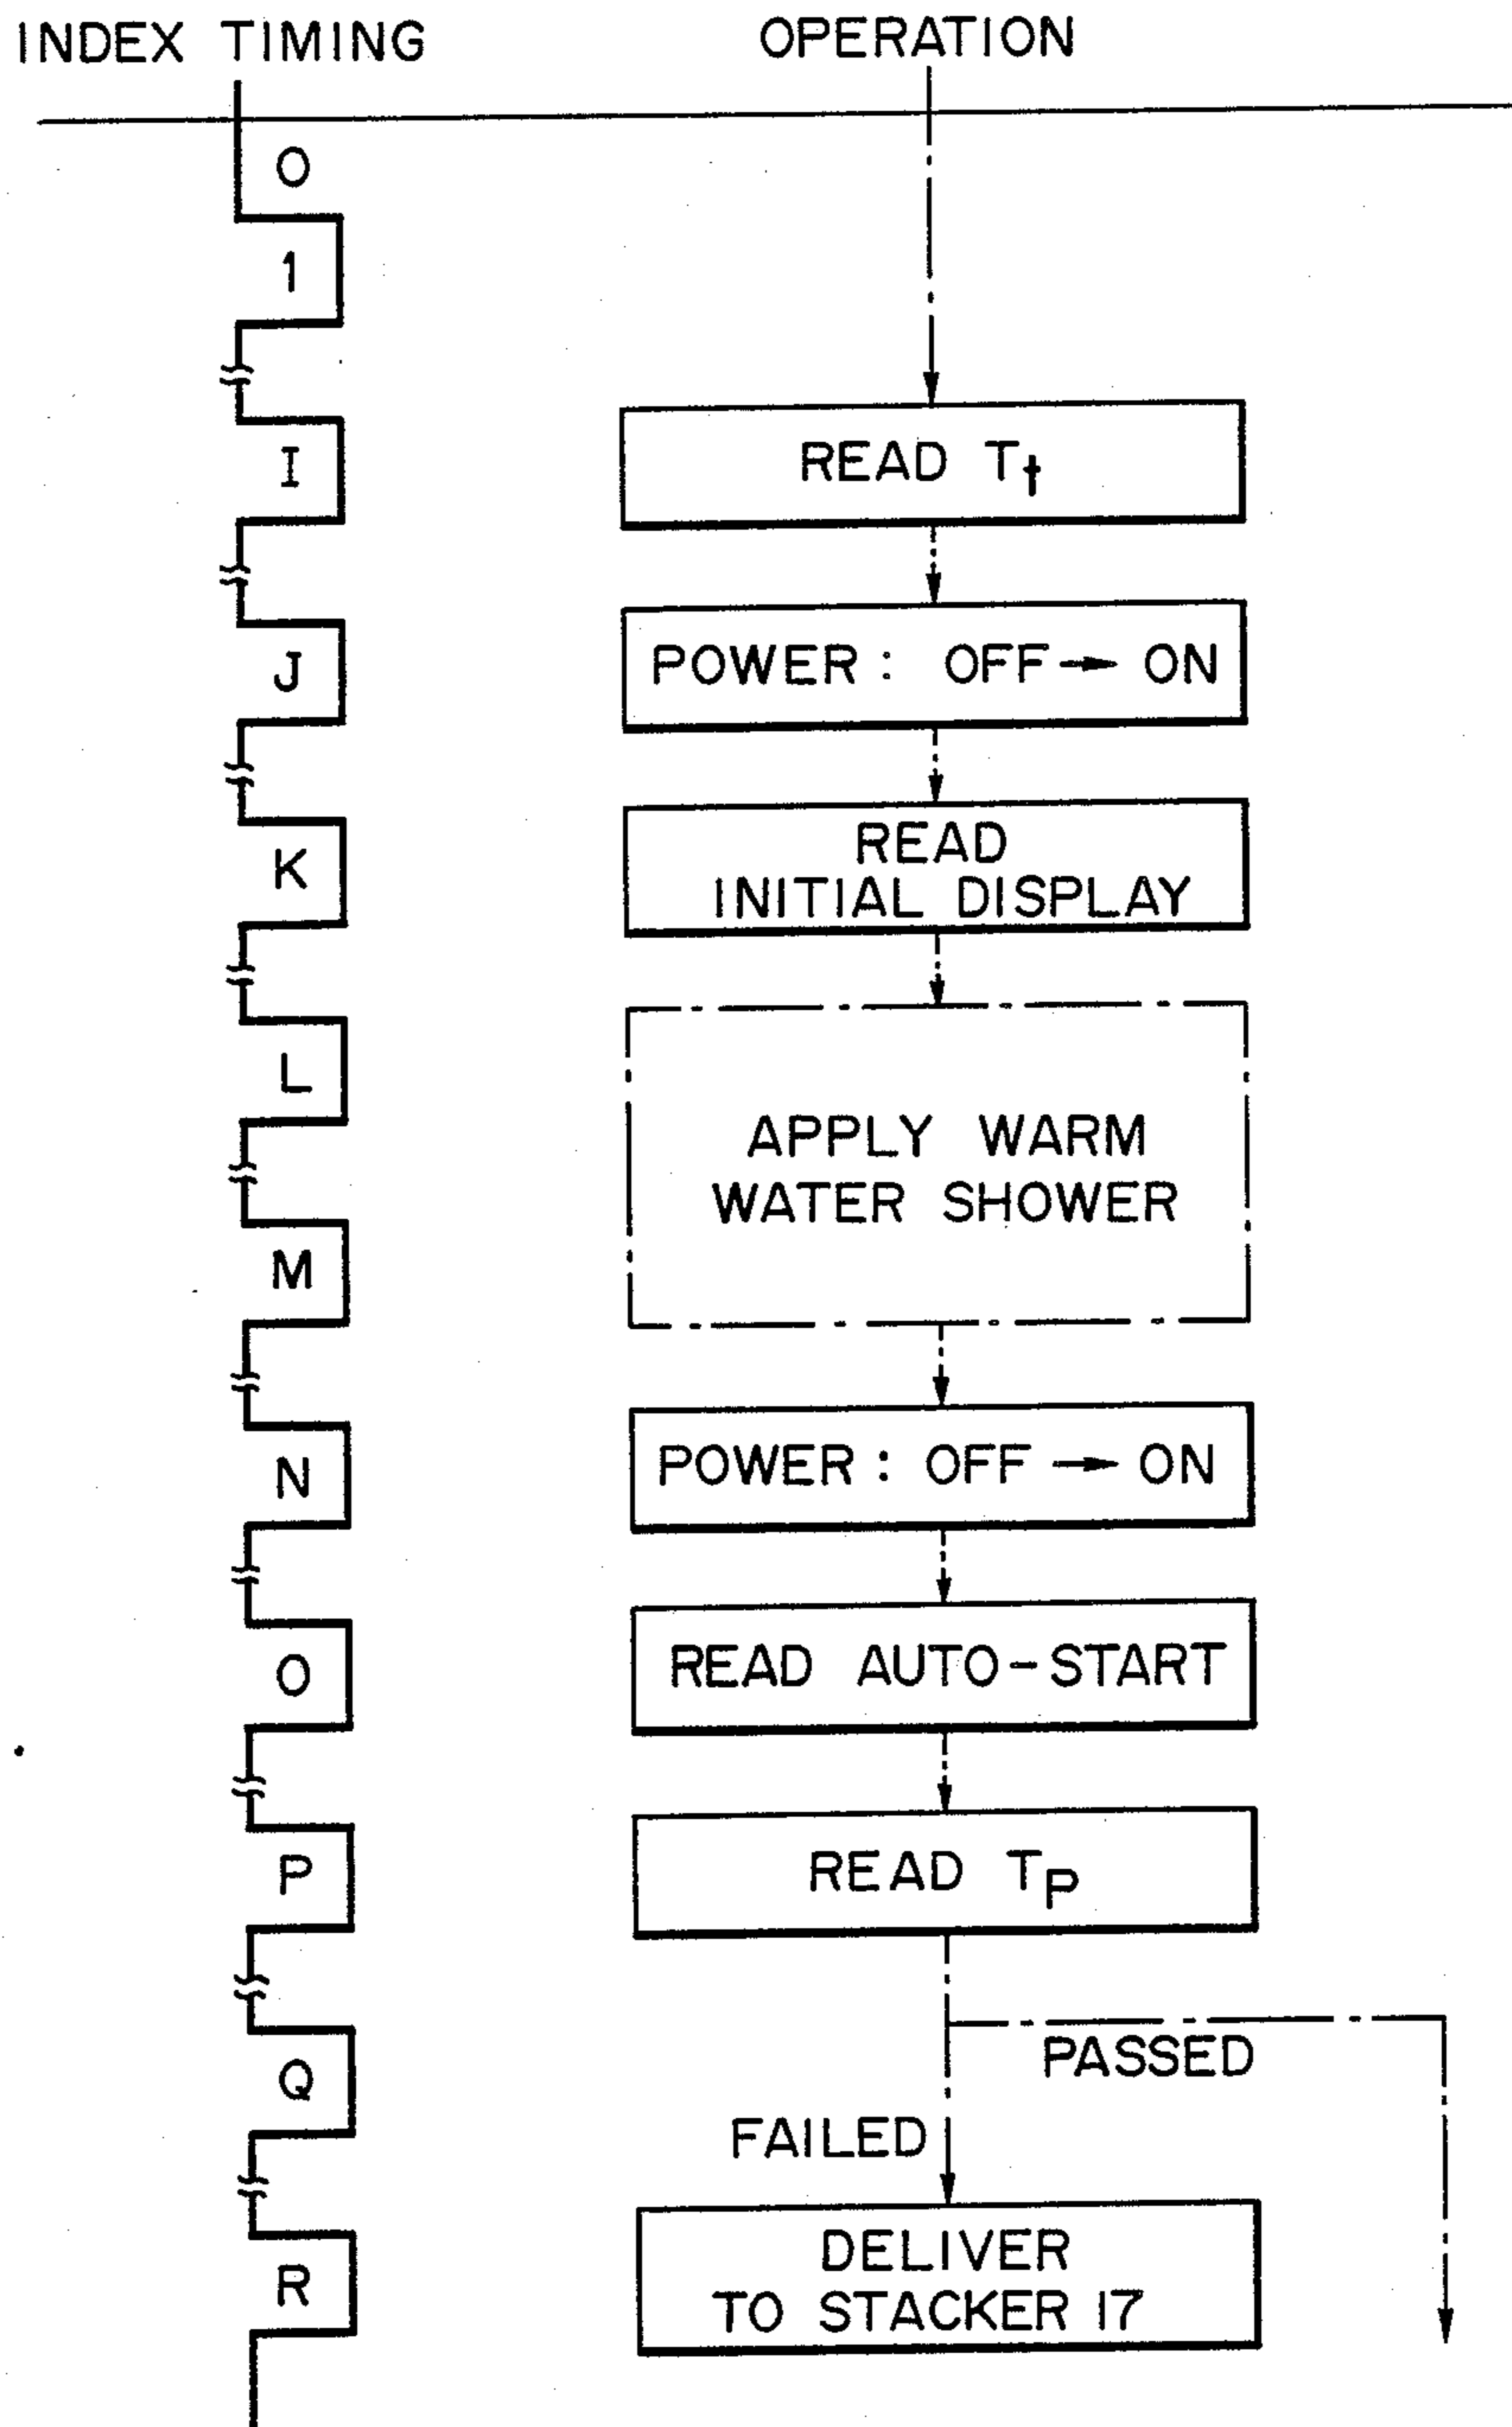 INDEX TIMING
OPERATION
0
1
I
READ Tt
J
POWER : OFF → ON
K
READ
INITIAL DISPLAY
L
APPLY WARM
WATER SHOWER
M
N
POWER : OFF → ON
O
READ AUTO-START
P
READ TP
Q
PASSED
FAILED
R
DELIVER
TO STACKER 17